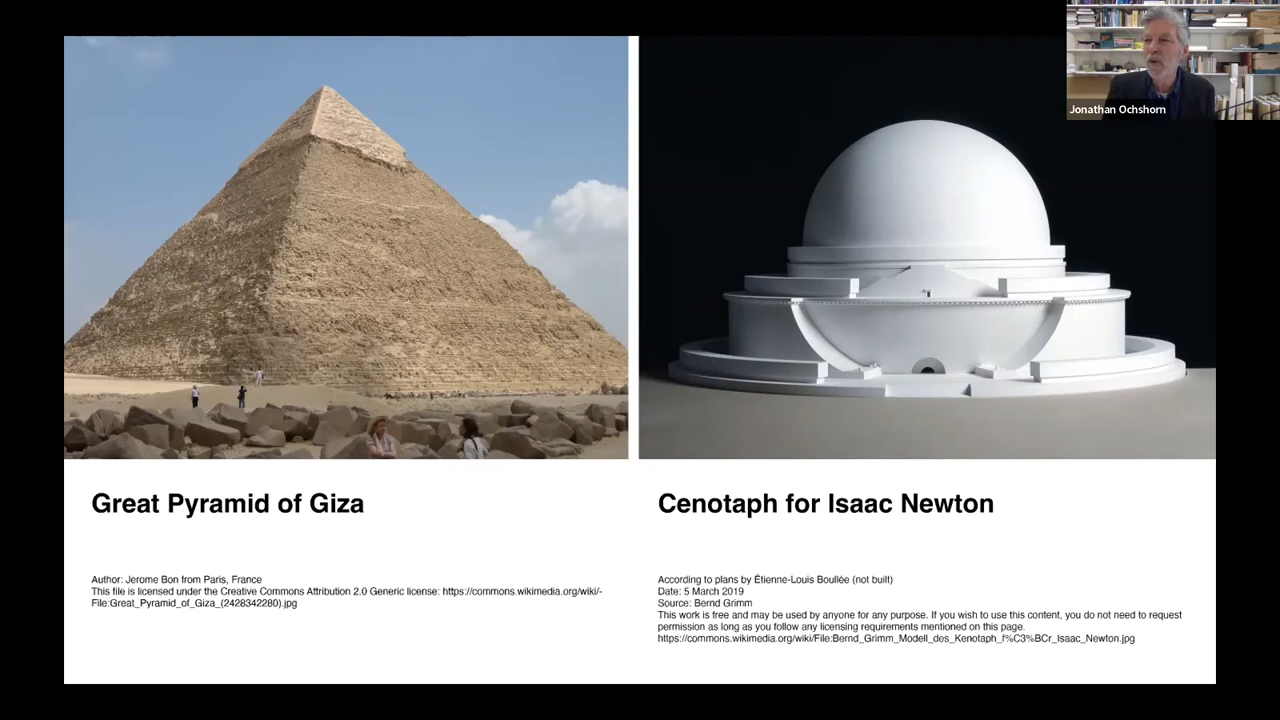 Jonathan Ochshorn
Great Pyramid of Giza
Author: Jerome Bon from Paris, France
This file is licensed under the Creative Commons Attribution 2.0 Generic license: https://commons.wikimedia.org/wiki/-
File:Great_Pyramid_of_Giza_(2428342280).jpg
Cenotaph for Isaac Newton
According to plans by Étienne-Louis Boullée (not built)
Date: 5 March 2019
Source: Bernd Grimm
This work is free and may be used by anyone for any purpose. If you wish to use this content, you do not need to request
permission as long as you follow any licensing requirements mentioned on this page.
https://commons.wikimedia.org/wiki/File:Bernd_Grimm_Modell_des_Kenotaph_f%C3%BCr_Isaac_Newton.jpg